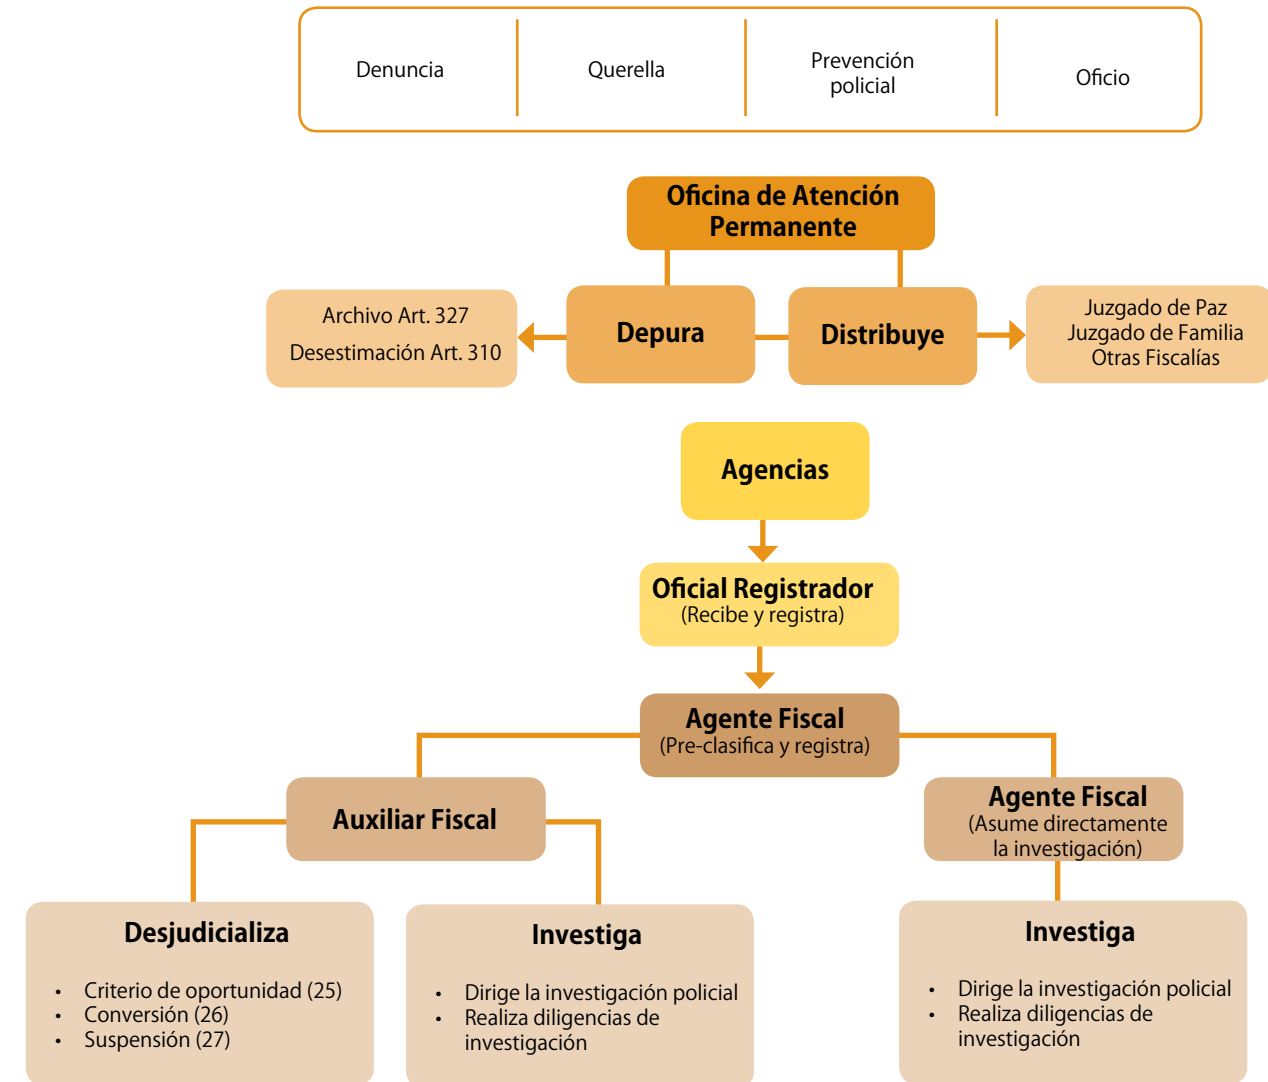 Denuncia
Querella
Prevención
policial
Oficio
Oficina de Atención
Permanente
Archivo Art. 327
Desestimación Art. 310
Depura
Distribuye
Juzgado de Paz
Juzgado de Familia
Otras Fiscalías
Agencias
Oficial Registrador
(Recibe y registra)
Agente Fiscal
(Pre-clasifica y registra)
Auxiliar Fiscal
Agente Fiscal
(Asume directamente
la investigación)
Desjudicializa
• Criterio de oportunidad (25)
• Conversión (26)
• Suspensión (27)
Investiga
• Dirige la investigación policial
• Realiza diligencias de
investigación
Investiga
• Dirige la investigación policial
• Realiza diligencias de
investigación